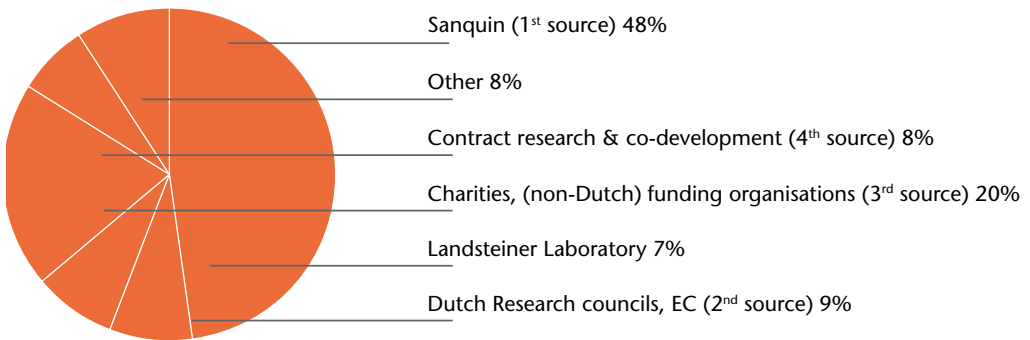 Sanquin (1st source) 48%
Other 8%
Contract research & co-development (4th source) 8%
Charities, (non-Dutch) funding organisations (3rd source) 20%
Landsteiner Laboratory 7%
Dutch Research councils, EC (2nd source) 9%